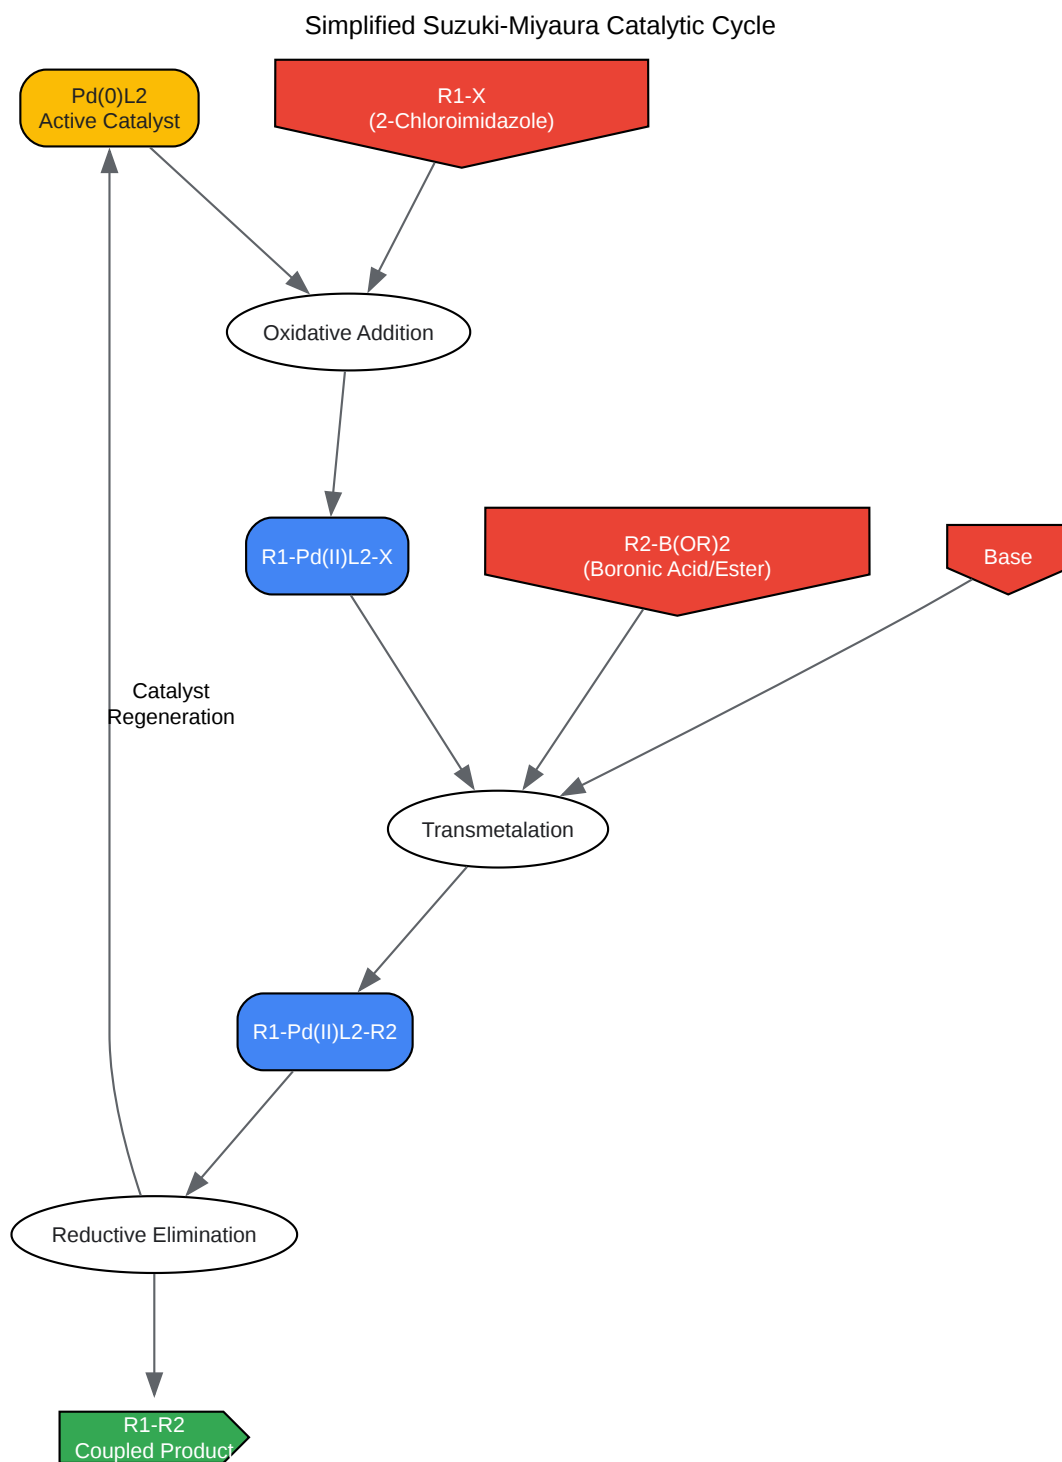 Simplified Suzuki-Miyaura Catalytic Cycle
Pd(0)L2
Active Catalyst
R1-X
(2-Chloroimidazole)
Oxidative Addition
R1-Pd(II)L2-X
R2-B(OR)2
(Boronic Acid/Ester)
Base
Catalyst
Regeneration
Transmetalation
R1-Pd(II)L2-R2
Reductive Elimination
R1-R2
Coupled Product